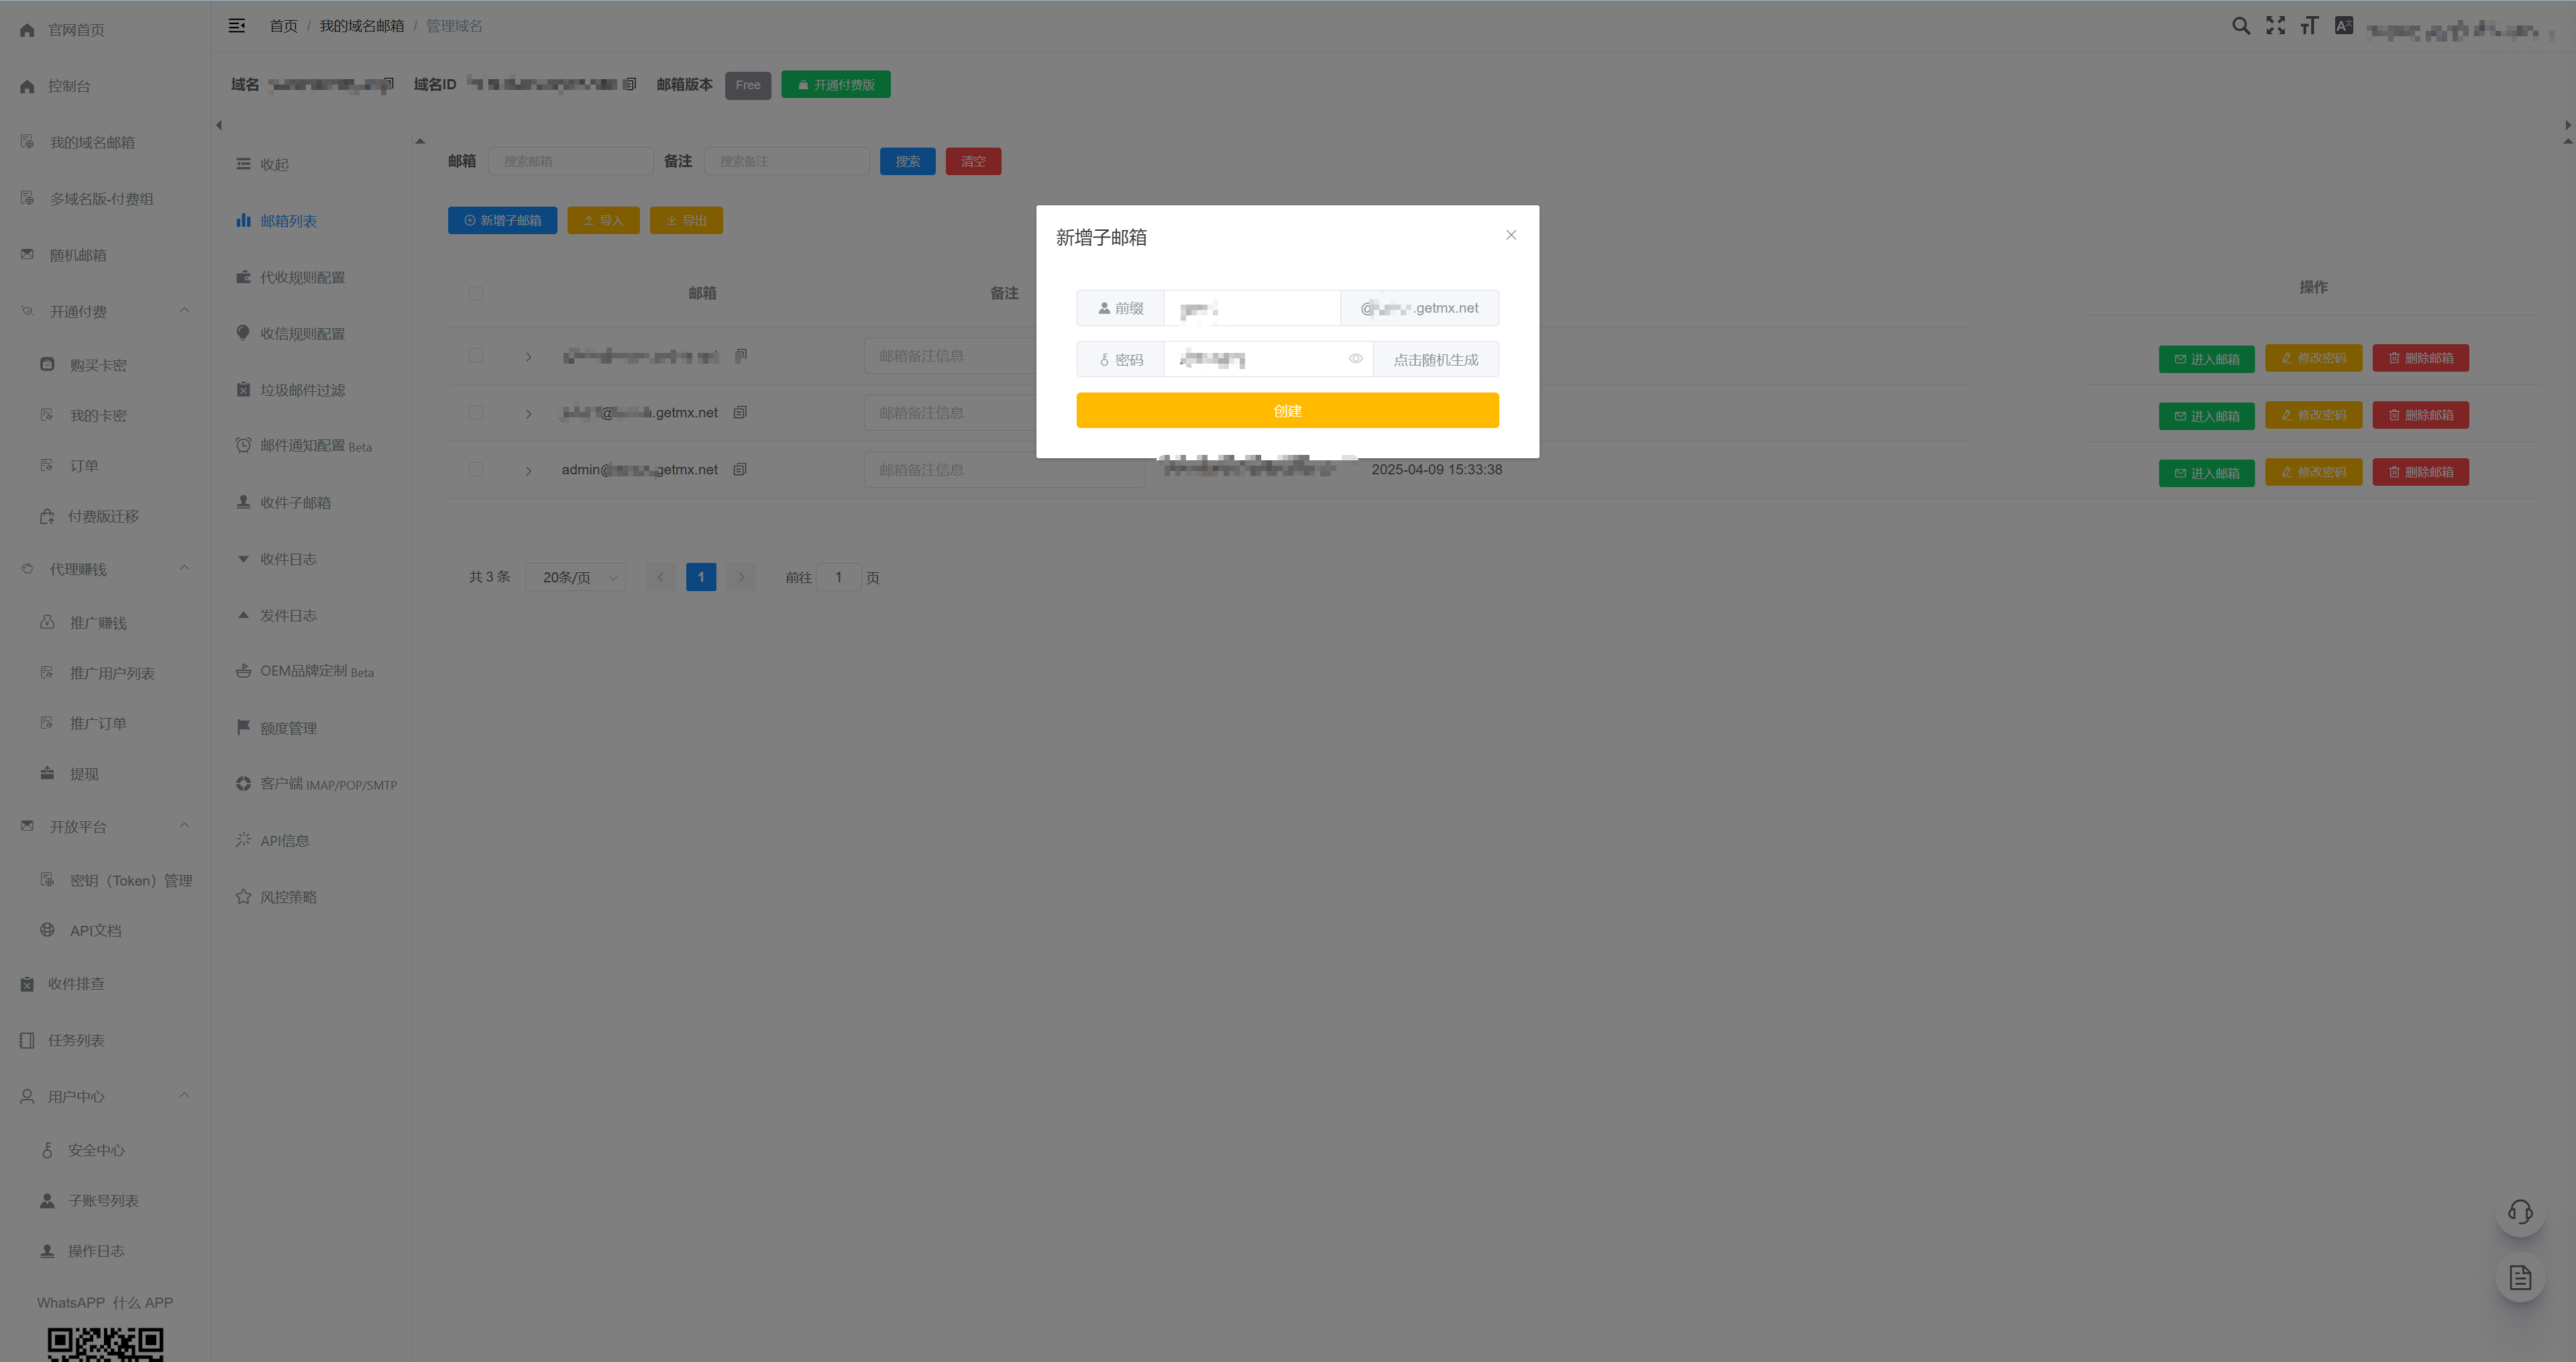 官网首页
控制台
我的域名邮箱
多域名版-付费组
随机邮箱
开通付费
购买卡密
我的卡密
订单
付费版迁移
代理赚钱
推广赚钱
推广用户列表
推广订单
提现
开放平台
密钥（Token）管理
API文档
收件排查
任务列表
用户中心
安全中心
子账号列表
操作日志
WhatsAPP 什么 APP
首页 / 我的域名邮箱 / 管理域名
域名 域名ID 邮箱版本 Free 开通付费版
收起
邮箱列表
代收规则配置
收信规则配置
垃圾邮件过滤
邮件通知配置 Beta
收件子邮箱
收件日志
发件日志
OEM品牌定制 Beta
额度管理
客户端 IMAP/POP/SMTP
API信息
风控策略
邮箱 搜索邮箱 备注 搜索备注 搜索 清空
新增子邮箱 导入 导出
邮箱 备注 操作
邮箱备注信息 进入邮箱 修改密码 删除邮箱
.getmx.net 邮箱备注信息 进入邮箱 修改密码 删除邮箱
admin@ getmx.net 邮箱备注信息 2025-04-09 15:33:38 进入邮箱 修改密码 删除邮箱
共 3 条 20条/页 1 前往 1 页
新增子邮箱
前缀 @ .getmx.net
密码 点击随机生成
创建